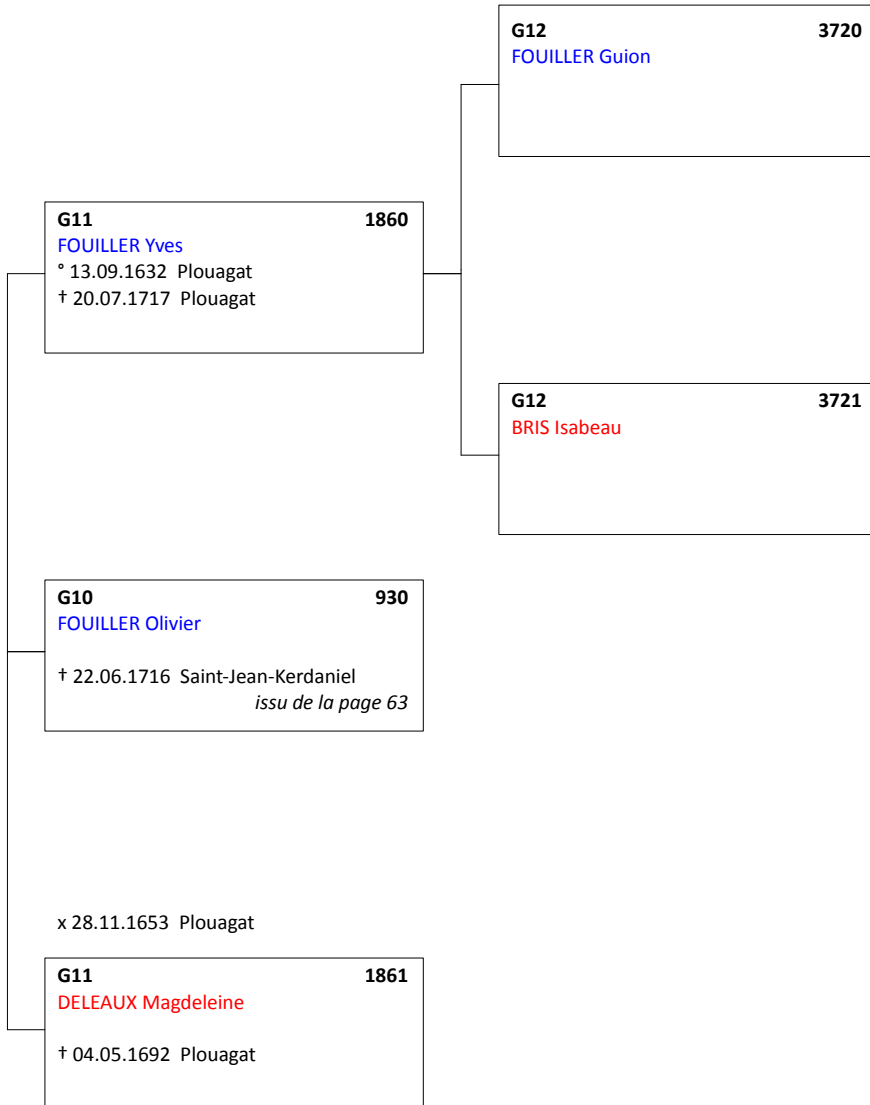 G12 3720
FOUILLER Guion
G11 1860
FOUILLER Yves
° 13.09.1632 Plouagat
† 20.07.1717 Plouagat
G12 3721
BRIS Isabeau
G10 930
FOUILLER Olivier
† 22.06.1716 Saint-Jean-Kerdaniel
issu de la page 63
x 28.11.1653 Plouagat
G11 1861
DELEAUX Magdeleine
† 04.05.1692 Plouagat